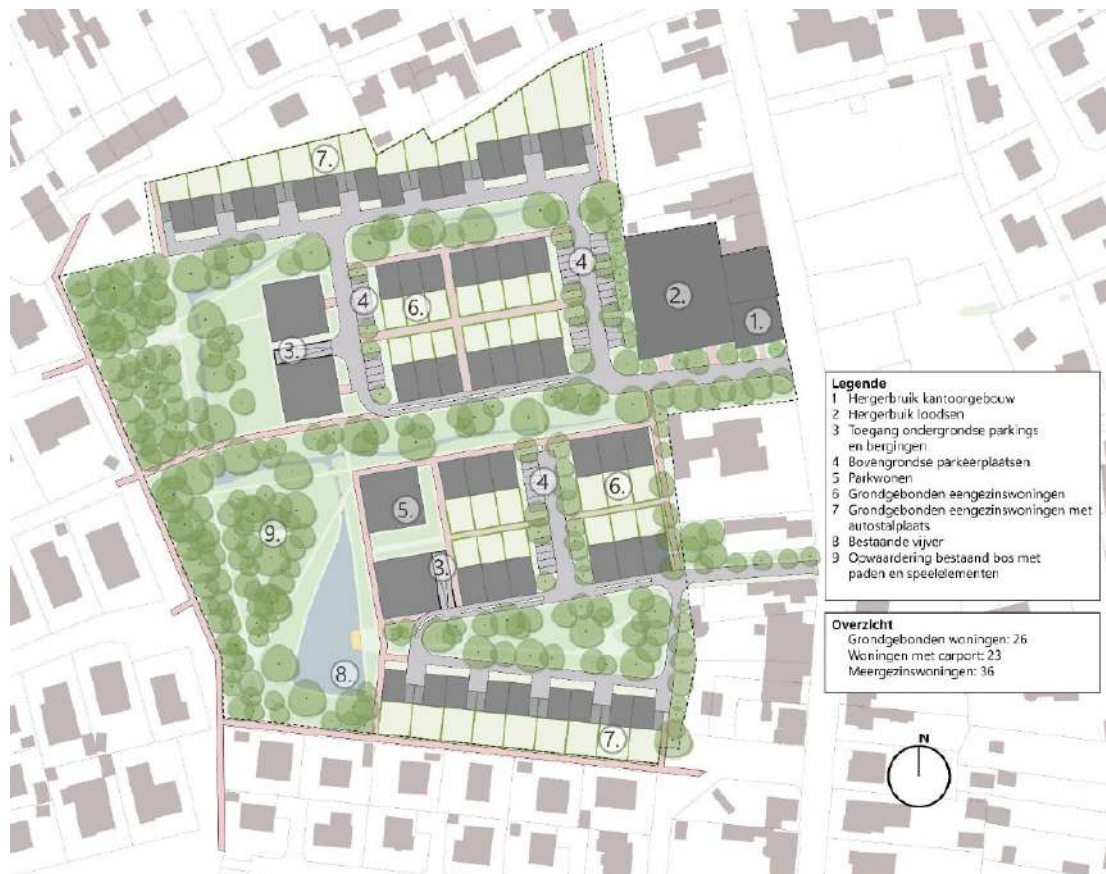 7.
4
4
6.
2.
1.
3.
5.
4
6.
9.
3.
8.
7.
Legende
1 Hergerbruik kantoorgebouw
2 Hergerbuik loodsen
3 Toegang ondergrondse parkings
en bergingen
4 Bovengrondse parkeerplaatsen
5 Parkwonen
6 Grondgebonden eengezinswoningen
7 Grondgebonden eengezinswoningen met
autostalplaats
8 Bestaande vijver
9 Opwaardering bestaand bos met
paden en speelelementen
Overzicht
Grondgebonden woningen: 26
Woningen met carport: 23
Meergezinswoningen: 36
N